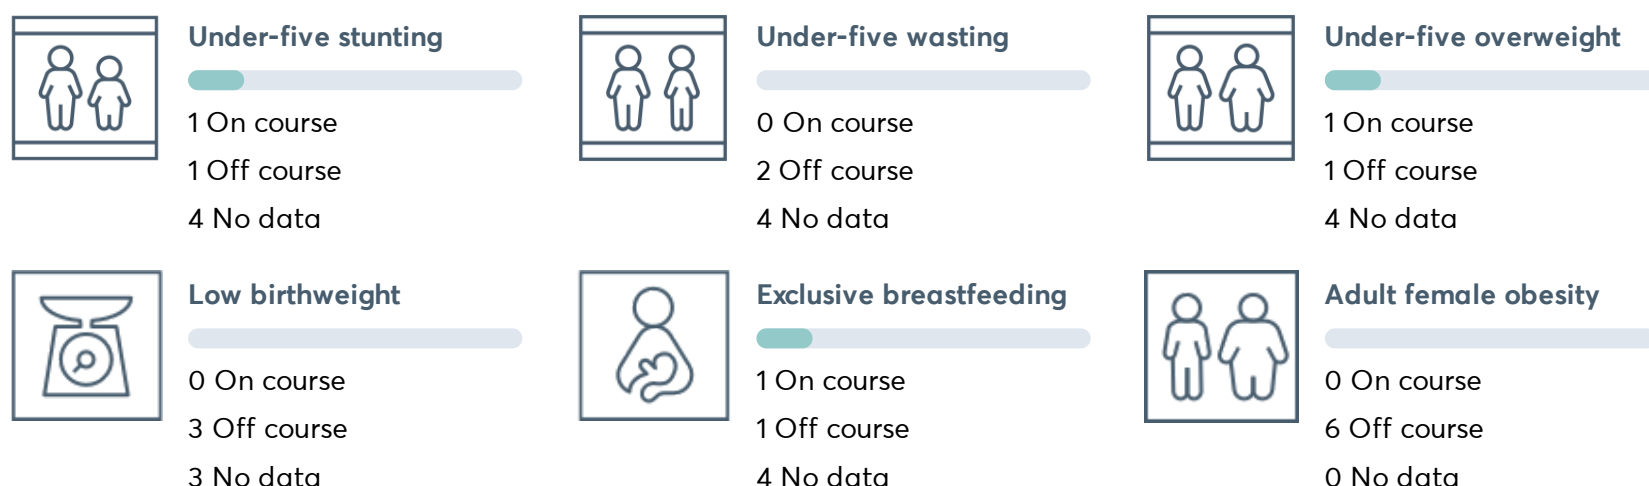 Under-five stunting
1 On course
1 Off course
4 No data
Under-five wasting
0 On course
2 Off course
4 No data
Under-five overweight
1 On course
1 Off course
4 No data
Low birthweight
0 On course
3 Off course
3 No data
Exclusive breastfeeding
1 On course
1 Off course
4 No data
Adult female obesity
0 On course
6 Off course
0 No data